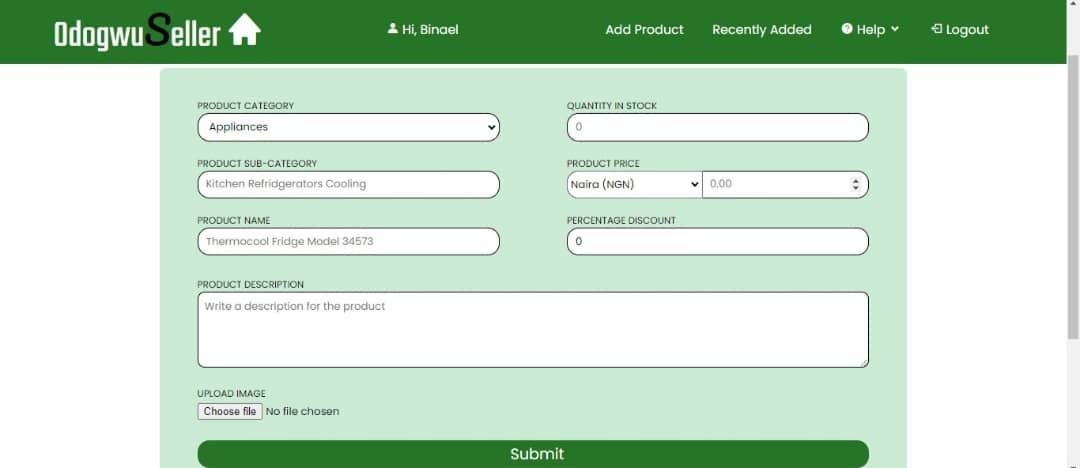 OdogwuSeller
Hi, Binael
Add Product
Recently Added
Help
Logout
PRODUCT CATEGORY
Appliances
QUANTITY IN STOCK
0
PRODUCT SUB-CATEGORY
Kitchen Refridgerators Cooling
PRODUCT PRICE
Naira (NGN)
0.00
PRODUCT NAME
Thermocool Fridge Model 34573
PERCENTAGE DISCOUNT
0
PRODUCT DESCRIPTION
Write a description for the product
UPLOAD IMAGE
Choose file No file chosen
Submit